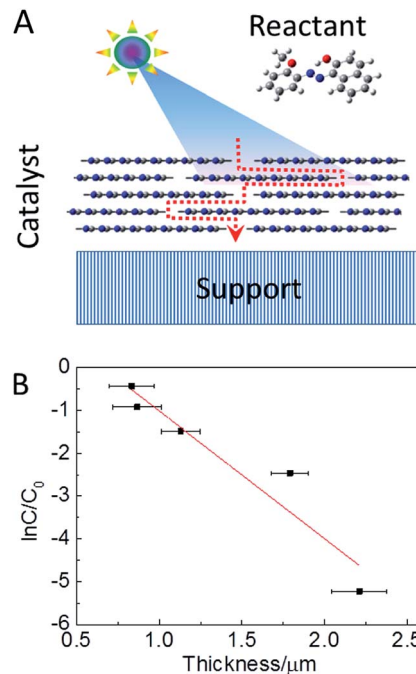 A
Reactant
Catalyst
Support
B
lnC/C₀
0
-1
-2
-3
-4
-5
-6
0.5 1.0 1.5 2.0 2.5
Thickness/μm